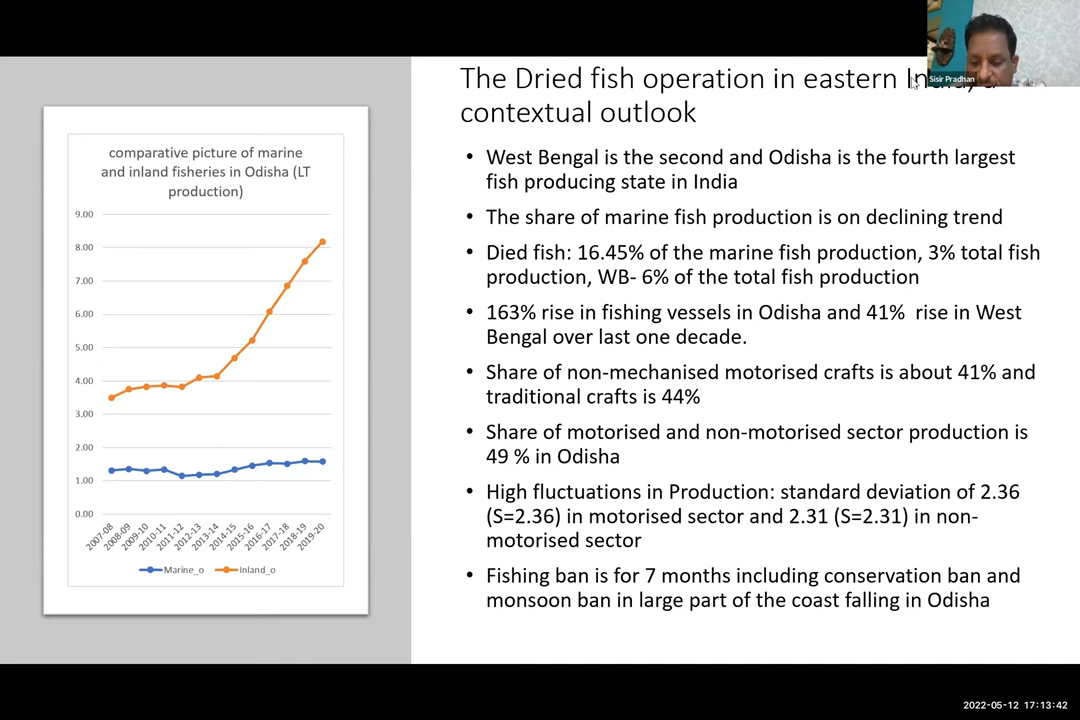 Sisir Pradhan
The Dried fish operation in eastern
contextual outlook
comparative picture of marine
and inland fisheries in Odisha (LT
production)
9.00
8.00
7.00
6.00
5.00
4.00
3.00
2.00
1.00
0.00
2007-08
2008-09
2009-10
2010-11
2011-12
2012-13
2013-14
2014-15
2015-16
2016-17
2017-18
2018-19
2019-20
Marine_o
Inland_o
• West Bengal is the second and Odisha is the fourth largest
fish producing state in India
• The share of marine fish production is on declining trend
• Died fish: 16.45% of the marine fish production, 3% total fish
production, WB- 6% of the total fish production
• 163% rise in fishing vessels in Odisha and 41% rise in West
Bengal over last one decade.
• Share of non-mechanised motorised crafts is about 41% and
traditional crafts is 44%
• Share of motorised and non-motorised sector production is
49 % in Odisha
• High fluctuations in Production: standard deviation of 2.36
(S=2.36) in motorised sector and 2.31 (S=2.31) in non-
motorised sector
• Fishing ban is for 7 months including conservation ban and
monsoon ban in large part of the coast falling in Odisha
2022-05-12 17:13:42